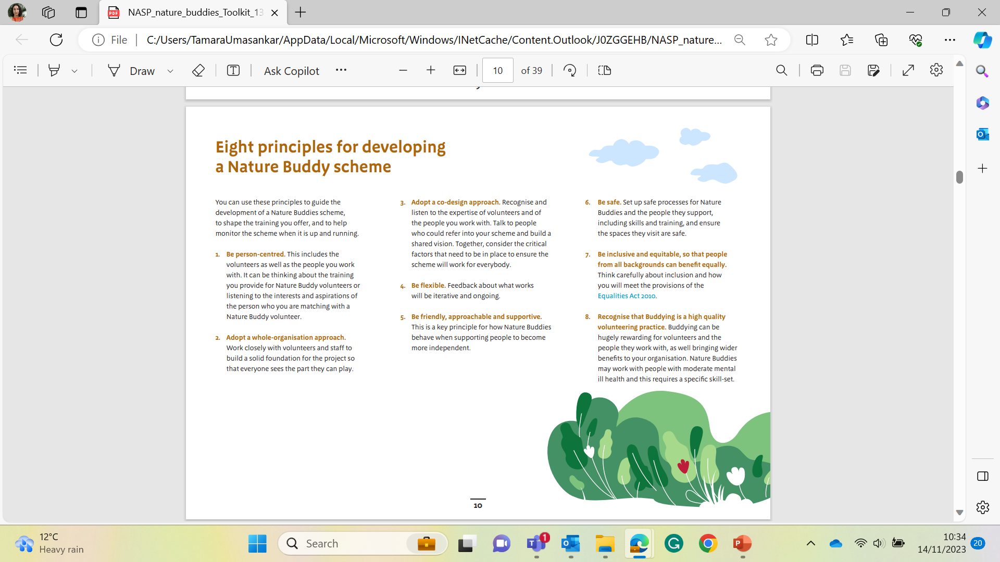 NASP_nature_buddies_Toolkit_13
File
C:/Users/TamaraUmasankar/AppData/Local/Microsoft/Windows/INetCache/Content.Outlook/J0ZGGEHB/NASP_nature...
Draw
Ask Copilot
10
of 39
Eight principles for developing
a Nature Buddy scheme
You can use these principles to guide the
development of a Nature Buddies scheme,
to shape the training you offer, and to help
monitor the scheme when it is up and running.
1. Be person-centred. This includes the
volunteers as well as the people you work
with. It can be thinking about the training
you provide for Nature Buddy volunteers or
listening to the interests and aspirations of
the person who you are matching with a
Nature Buddy volunteer.
2. Adopt a whole-organisation approach.
Work closely with volunteers and staff to
build a solid foundation for the project so
that everyone sees the part they can play.
3. Adopt a co-design approach. Recognise and
listen to the expertise of volunteers and of
the people you work with. Talk to people
who could refer into your scheme and build a
shared vision. Together, consider the critical
factors that need to be in place to ensure the
scheme will work for everybody.
4. Be flexible. Feedback about what works
will be iterative and ongoing.
5. Be friendly, approachable and supportive.
This is a key principle for how Nature Buddies
behave when supporting people to become
more independent.
6. Be safe. Set up safe processes for Nature
Buddies and the people they support,
including skills and training, and ensure
the spaces they visit are safe.
7. Be inclusive and equitable, so that people
from all backgrounds can benefit equally.
Think carefully about inclusion and how
you will meet the provisions of the
Equalities Act 2010.
8. Recognise that Buddying is a high quality
volunteering practice. Buddying can be
hugely rewarding for volunteers and the
people they work with, as well bringing wider
benefits to your organisation. Nature Buddies
may work with people with moderate mental
ill health and this requires a specific skill-set.
10
12°C
Heavy rain
Search
1
10:34
14/11/2023
20